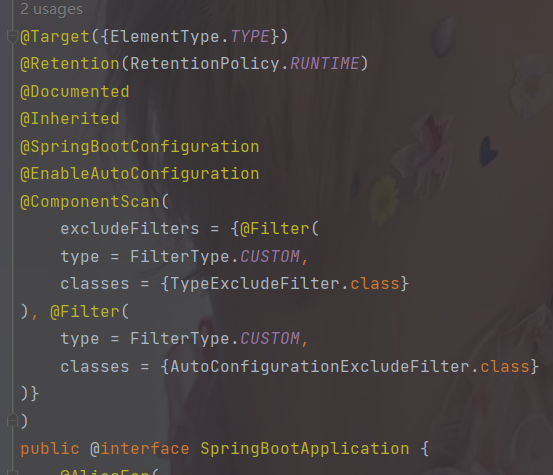 2 usages
@Target({ElementType.TYPE})
@Retention(RetentionPolicy.RUNTIME)
@Documented
@Inherited
@SpringBootConfiguration
@EnableAutoConfiguration
@ComponentScan(
    excludeFilters = {@Filter(
    type = FilterType.CUSTOM,
    classes = {TypeExcludeFilter.class}
), @Filter(
    type = FilterType.CUSTOM,
    classes = {AutoConfigurationExcludeFilter.class}
)}
)
public @interface SpringBootApplication {
    @AliasFor(